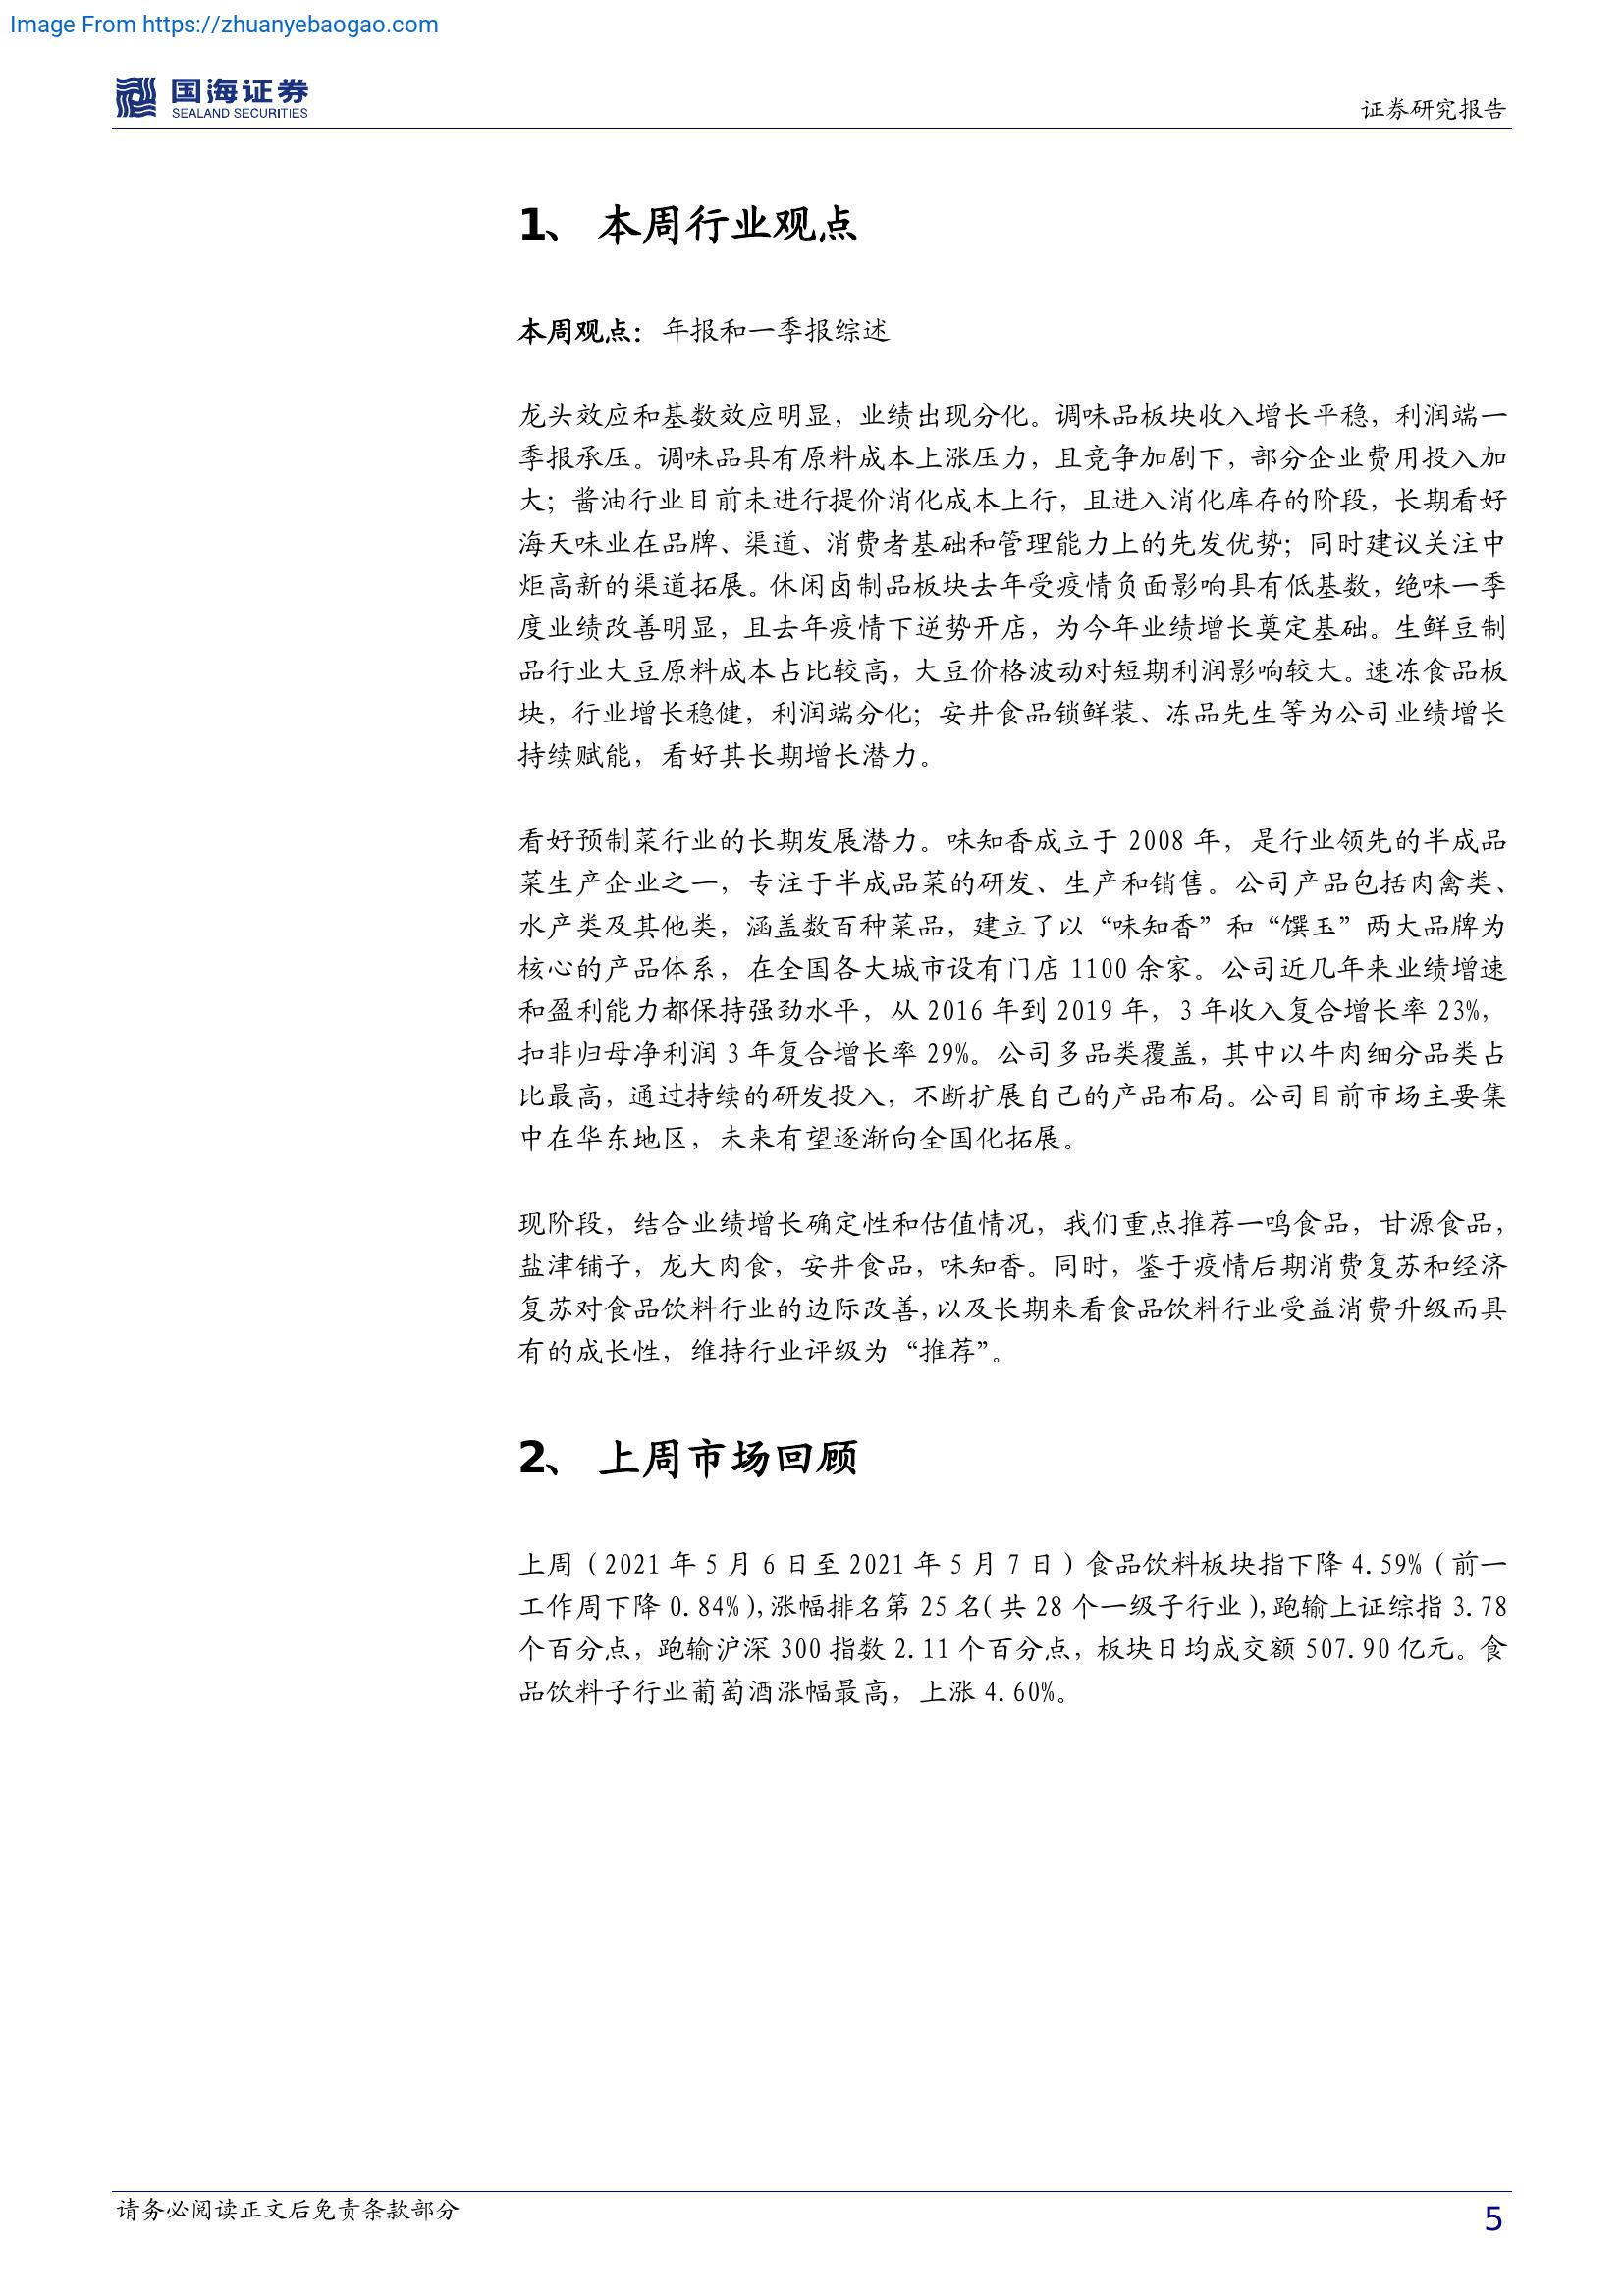 Image From https://zhuanyebaogao.com
国海证券
SEALAND SECURITIES
证券研究报告
1、 本周行业观点
本周观点：年报和一季报综述
龙头效应和基数效应明显，业绩出现分化。调味品板块收入增长平稳，利润端一
季报承压。调味品具有原料成本上涨压力，且竞争加剧下，部分企业费用投入加
大；酱油行业目前未进行提价消化成本上行，且进入消化库存的阶段，长期看好
海天味业在品牌、渠道、消费者基础和管理能力上的先发优势；同时建议关注中
炬高新的渠道拓展。休闲卤制品板块去年受疫情负面影响具有低基数，绝味一季
度业绩改善明显，且去年疫情下逆势开店，为今年业绩增长奠定基础。生鲜豆制
品行业大豆原料成本占比较高，大豆价格波动对短期利润影响较大。速冻食品板
块，行业增长稳健，利润端分化；安井食品锁鲜装、冻品先生等为公司业绩增长
持续赋能，看好其长期增长潜力。
看好预制菜行业的长期发展潜力。味知香成立于 2008 年，是行业领先的半成品
菜生产企业之一，专注于半成品菜的研发、生产和销售。公司产品包括肉禽类、
水产类及其他类，涵盖数百种菜品，建立了以“味知香”和“馔玉”两大品牌为
核心的产品体系，在全国各大城市设有门店 1100 余家。公司近几年来业绩增速
和盈利能力都保持强劲水平，从 2016 年到 2019 年，3 年收入复合增长率 23%，
扣非归母净利润 3 年复合增长率 29%。公司多品类覆盖，其中以牛肉细分品类占
比最高，通过持续的研发投入，不断扩展自己的产品布局。公司目前市场主要集
中在华东地区，未来有望逐渐向全国化拓展。
现阶段，结合业绩增长确定性和估值情况，我们重点推荐一鸣食品，甘源食品，
盐津铺子，龙大肉食，安井食品，味知香。同时，鉴于疫情后期消费复苏和经济
复苏对食品饮料行业的边际改善，以及长期来看食品饮料行业受益消费升级而具
有的成长性，维持行业评级为“推荐”。
2、 上周市场回顾
上周（2021 年 5 月 6 日至 2021 年 5 月 7 日）食品饮料板块指下降 4.59%（前一
工作周下降 0.84%），涨幅排名第 25 名（共 28 个一级子行业），跑输上证综指 3.78
个百分点，跑输沪深 300 指数 2.11 个百分点，板块日均成交额 507.90 亿元。食
品饮料子行业葡萄酒涨幅最高，上涨 4.60%。
请务必阅读正文后免责条款部分
5